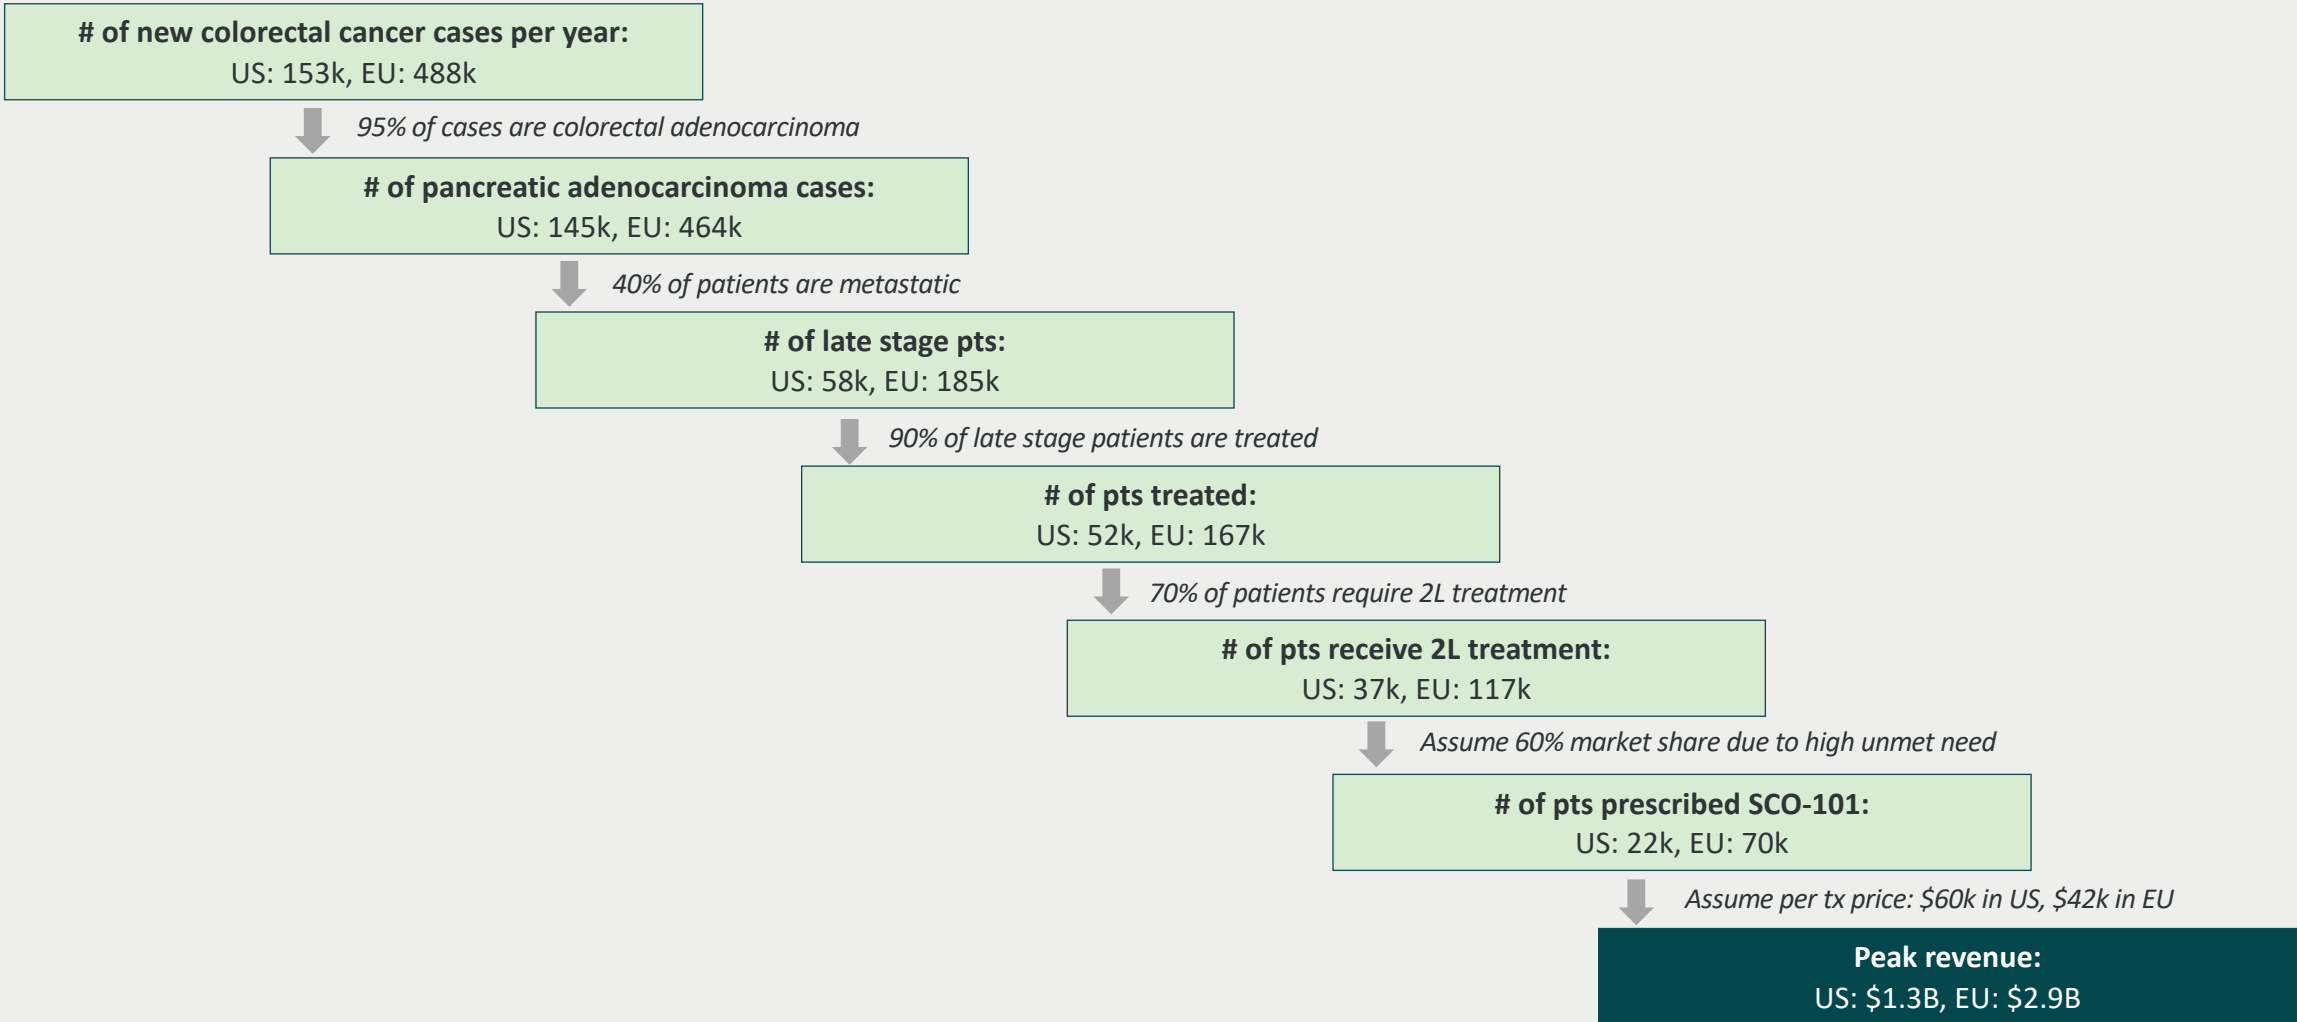 # of new colorectal cancer cases per year:
US: 153k, EU: 488k
95% of cases are colorectal adenocarcinoma
# of pancreatic adenocarcinoma cases:
US: 145k, EU: 464k
40% of patients are metastatic
# of late stage pts:
US: 58k, EU: 185k
90% of late stage patients are treated
# of pts treated:
US: 52k, EU: 167k
70% of patients require 2L treatment
# of pts receive 2L treatment:
US: 37k, EU: 117k
Assume 60% market share due to high unmet need
# of pts prescribed SCO-101:
US: 22k, EU: 70k
Assume per tx price: $60k in US, $42k in EU
Peak revenue:
US: $1.3B, EU: $2.9B